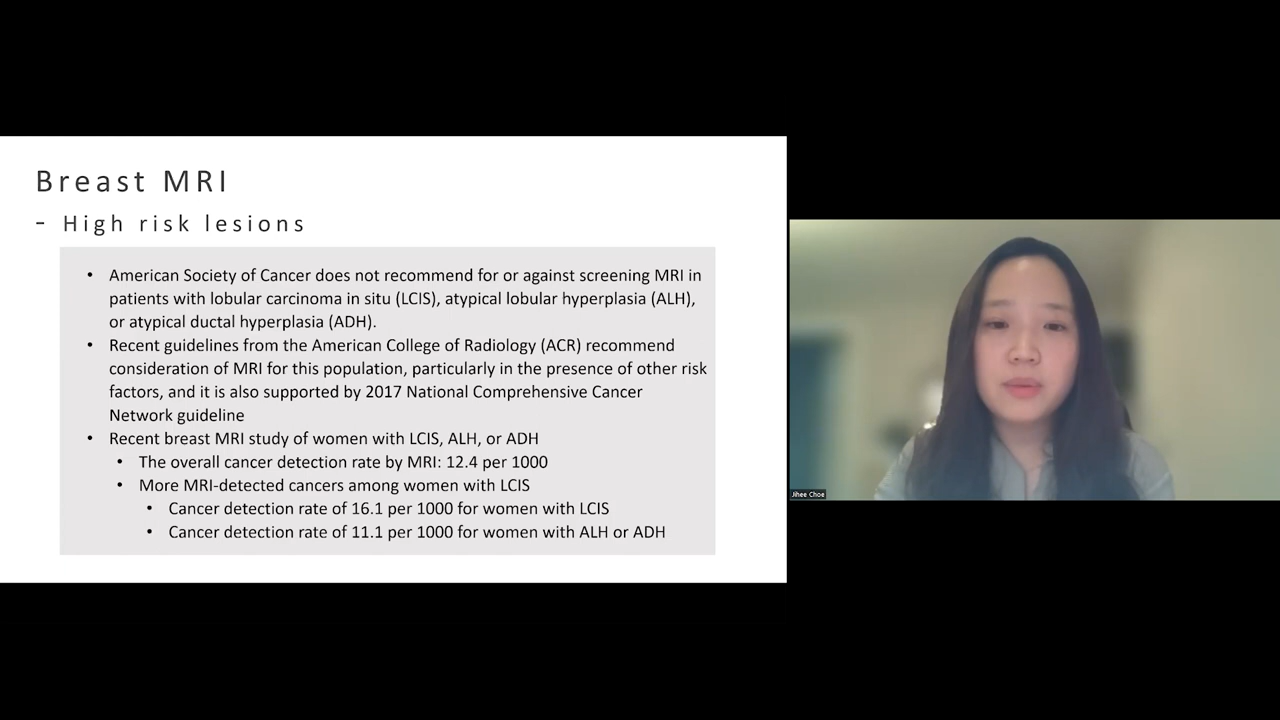 Breast MRI
- High risk lesions
• American Society of Cancer does not recommend for or against screening MRI in
patients with lobular carcinoma in situ (LCIS), atypical lobular hyperplasia (ALH),
or atypical ductal hyperplasia (ADH).
• Recent guidelines from the American College of Radiology (ACR) recommend
consideration of MRI for this population, particularly in the presence of other risk
factors, and it is also supported by 2017 National Comprehensive Cancer
Network guideline
• Recent breast MRI study of women with LCIS, ALH, or ADH
• The overall cancer detection rate by MRI: 12.4 per 1000
• More MRI-detected cancers among women with LCIS
• Cancer detection rate of 16.1 per 1000 for women with LCIS
• Cancer detection rate of 11.1 per 1000 for women with ALH or ADH
Jihee Choe